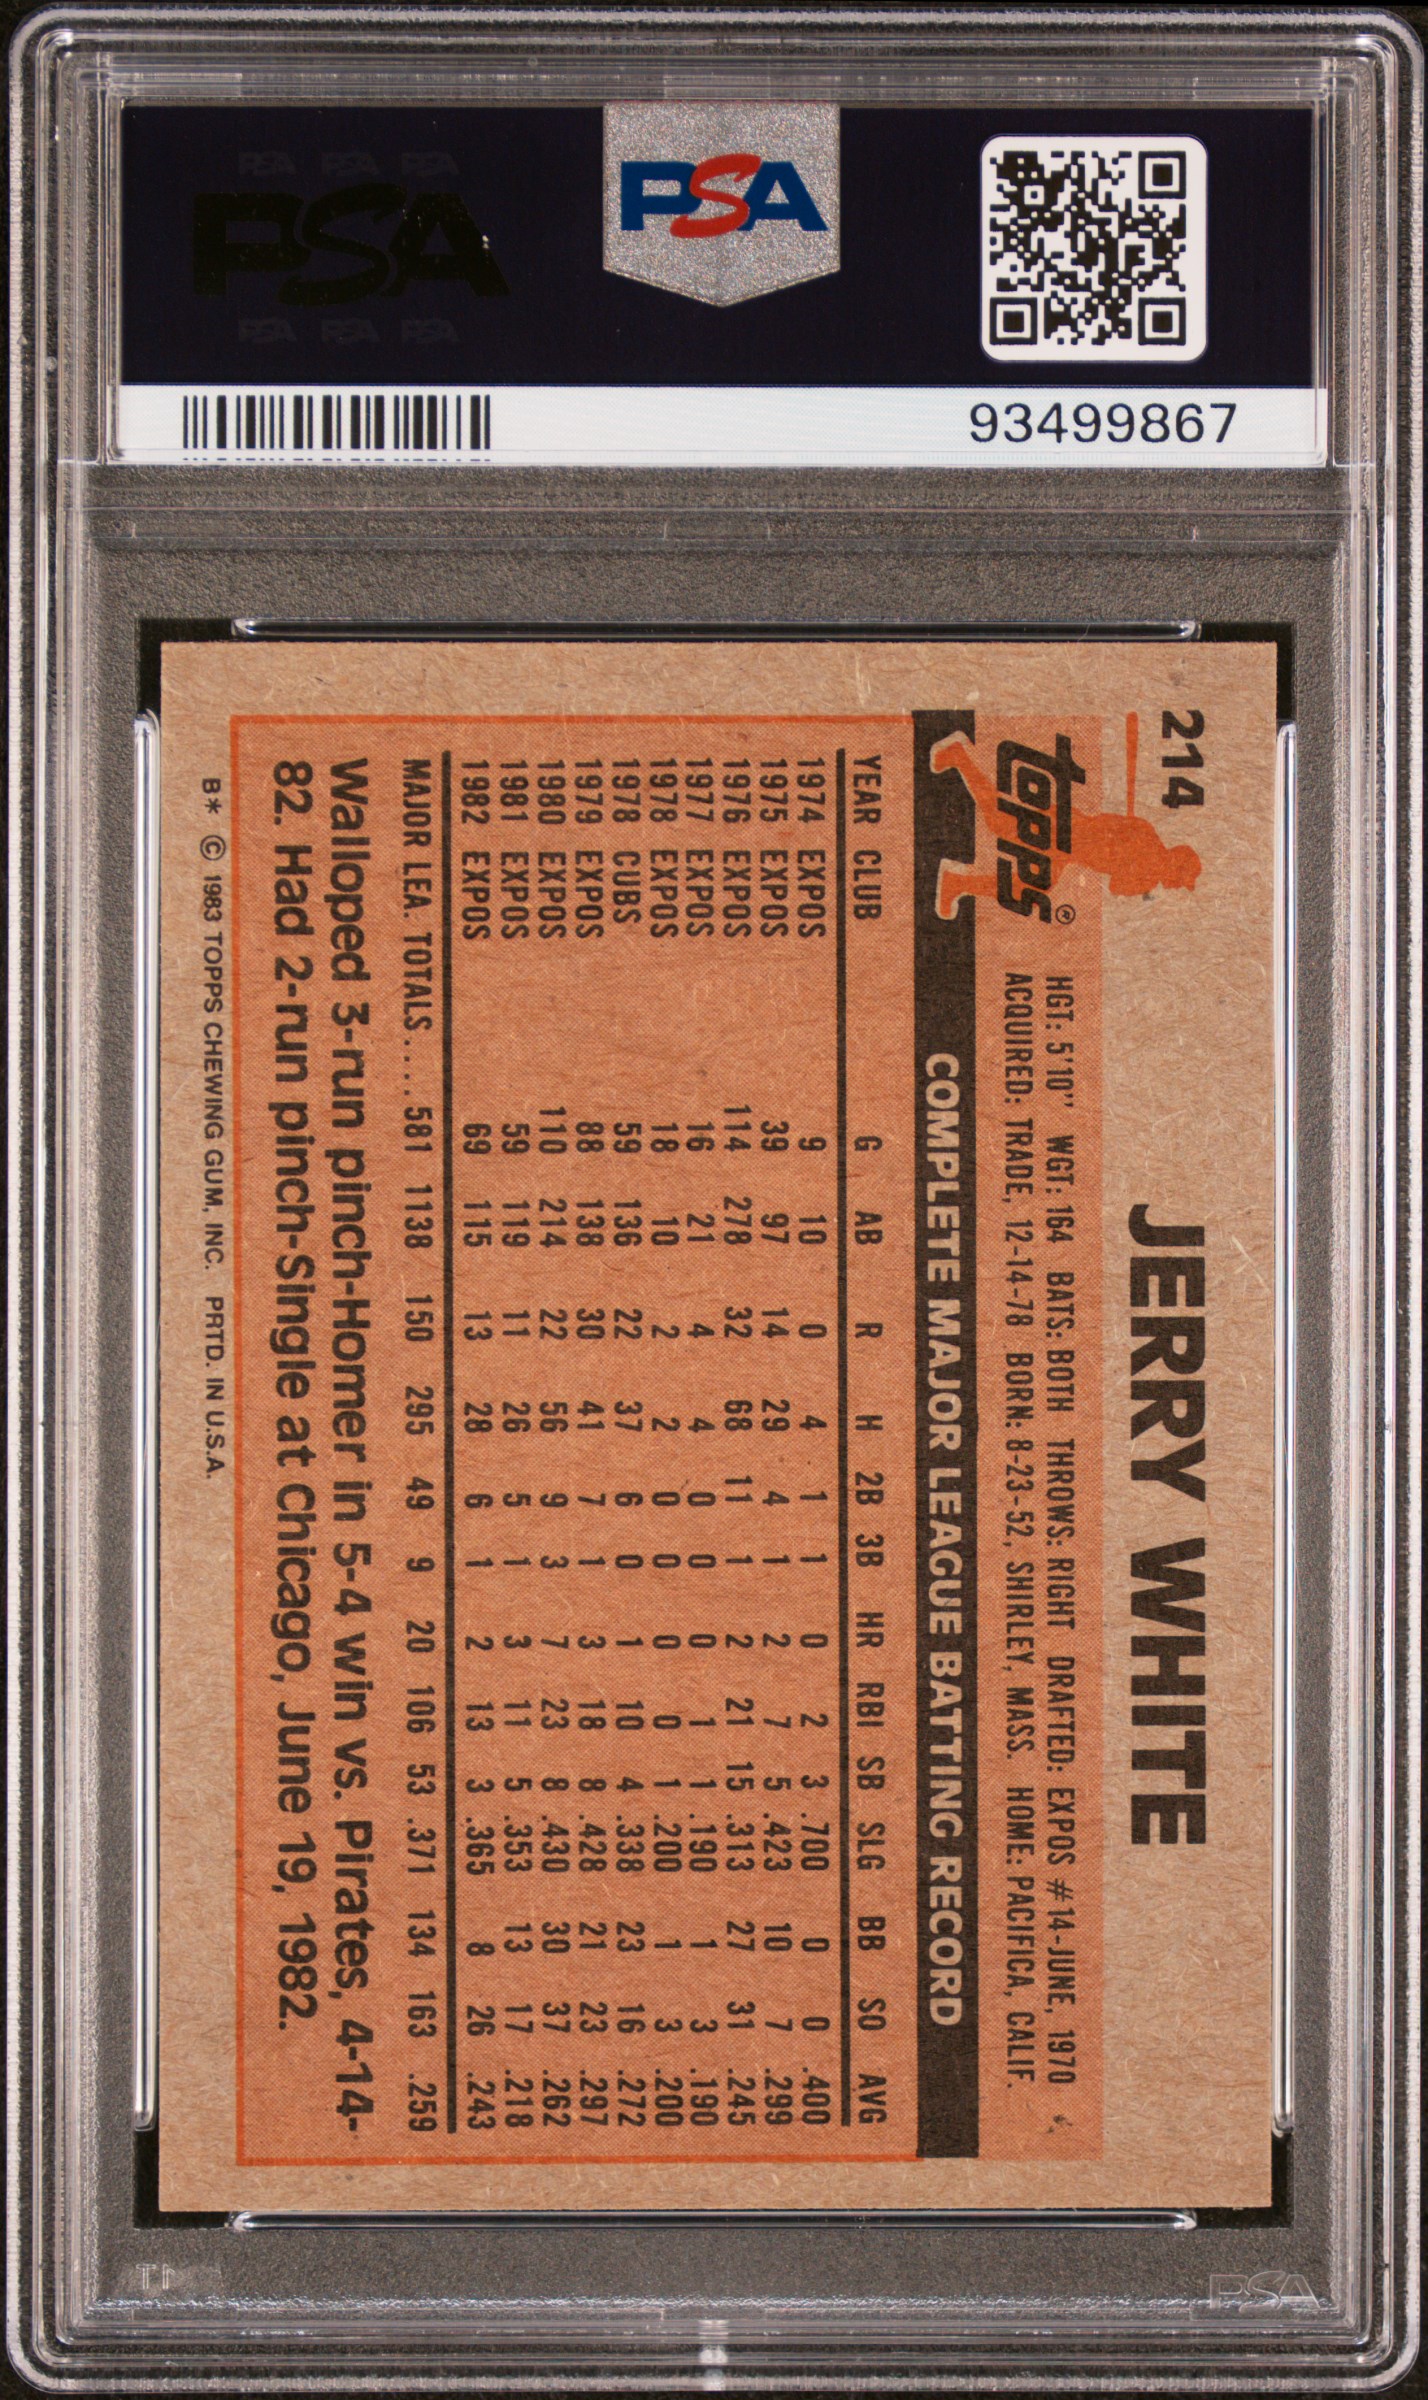 PSA PSA PSA
PSA
PSA PSA PSA
PSA
93499867
214
JERRY WHITE
topps®
HGT: 5'10" WGT: 164 BATS: BOTH THROWS: RIGHT DRAFTED: EXPOS #14-JUNE, 1970
ACQUIRED: TRADE, 12-14-78 BORN: 8-23-52, SHIRLEY, MASS. HOME: PACIFICA, CALIF.
COMPLETE MAJOR LEAGUE BATTING RECORD
YEAR CLUB G AB R H 2B 3B HR RBI SB SLG BB SO AVG
1974 EXPOS 9 10 0 4 1 1 0 2 3 .700 0 0 .400
1975 EXPOS 39 97 14 29 4 1 2 7 5 .423 10 7 .299
1976 EXPOS 114 278 32 68 11 1 2 21 15 .313 27 31 .245
1977 EXPOS 16 21 4 4 0 0 0 1 1 .190 1 3 .190
1978 EXPOS 18 10 2 2 0 0 0 0 1 .200 1 3 .200
1978 CUBS 59 136 22 37 6 0 1 10 4 .338 23 16 .272
1979 EXPOS 88 138 30 41 7 1 3 18 8 .428 21 23 .297
1980 EXPOS 110 214 22 56 9 3 7 23 8 .430 30 37 .262
1981 EXPOS 59 119 11 26 5 1 3 11 5 .353 13 17 .218
1982 EXPOS 69 115 13 28 6 1 2 13 3 .365 8 26 .243
MAJOR LEA. TOTALS.... 581 1138 150 295 49 9 20 106 53 .371 134 163 .259
Walloped 3-run pinch-Homer in 5-4 win vs. Pirates, 4-14-
82. Had 2-run pinch-Single at Chicago, June 19, 1982.
B* © 1983 TOPPS CHEWING GUM, INC. PRTD. IN U.S.A.
PSA